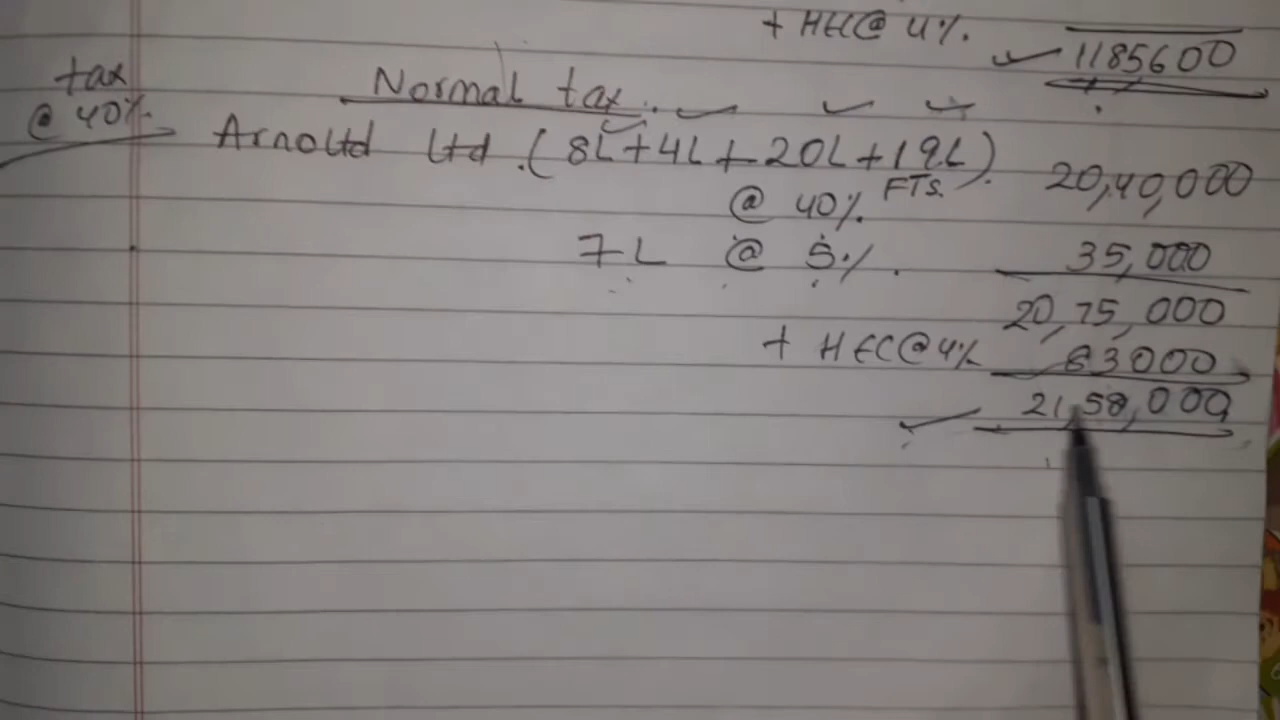 + HEC@ 4%.
1185600
tax
@ 40%.
Normal tax.
Arnoltd Ltd. (8L+4L+20L+19L). 20,40,000
@ 40% FTs.
7L @ 5%. 35,000
20,75,000
+ HEC@4% 83000
21,58,000